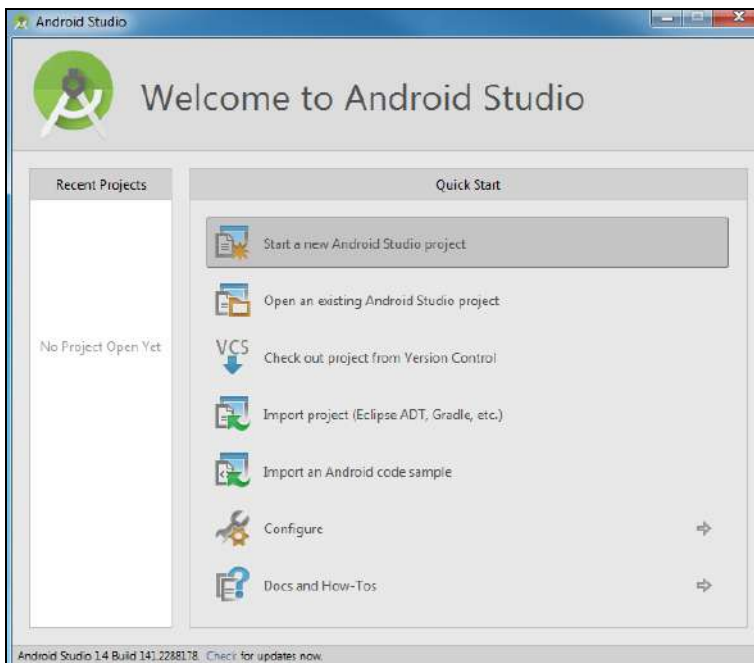 Android Studio
Welcome to Android Studio
Recent Projects
No Project Open Yet
Quick Start
Start a new Android Studio project
Open an existing Android Studio project
VCS
Check out project from Version Control
Import project (Eclipse ADT, Gradle, etc.)
Import an Android code sample
Configure
Docs and How-Tos
Android Studio 1.4 Build 141.2288178. Check for updates now.